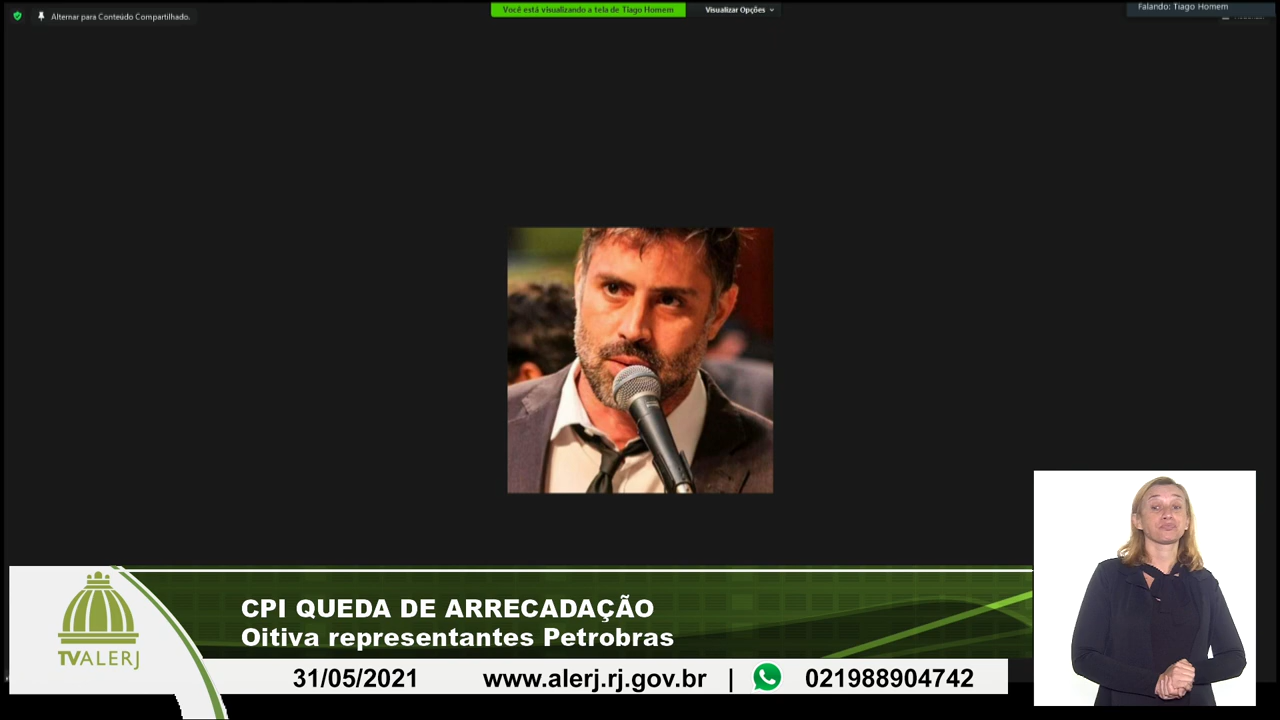 Alternar para Conteúdo Compartilhado.
Você está visualizando a tela de Tiago Homem
Visualizar Opções
Falando: Tiago Homem
CPI QUEDA DE ARRECADAÇÃO
Oitiva representantes Petrobras
TVALERJ
31/05/2021
www.alerj.rj.gov.br | 021988904742